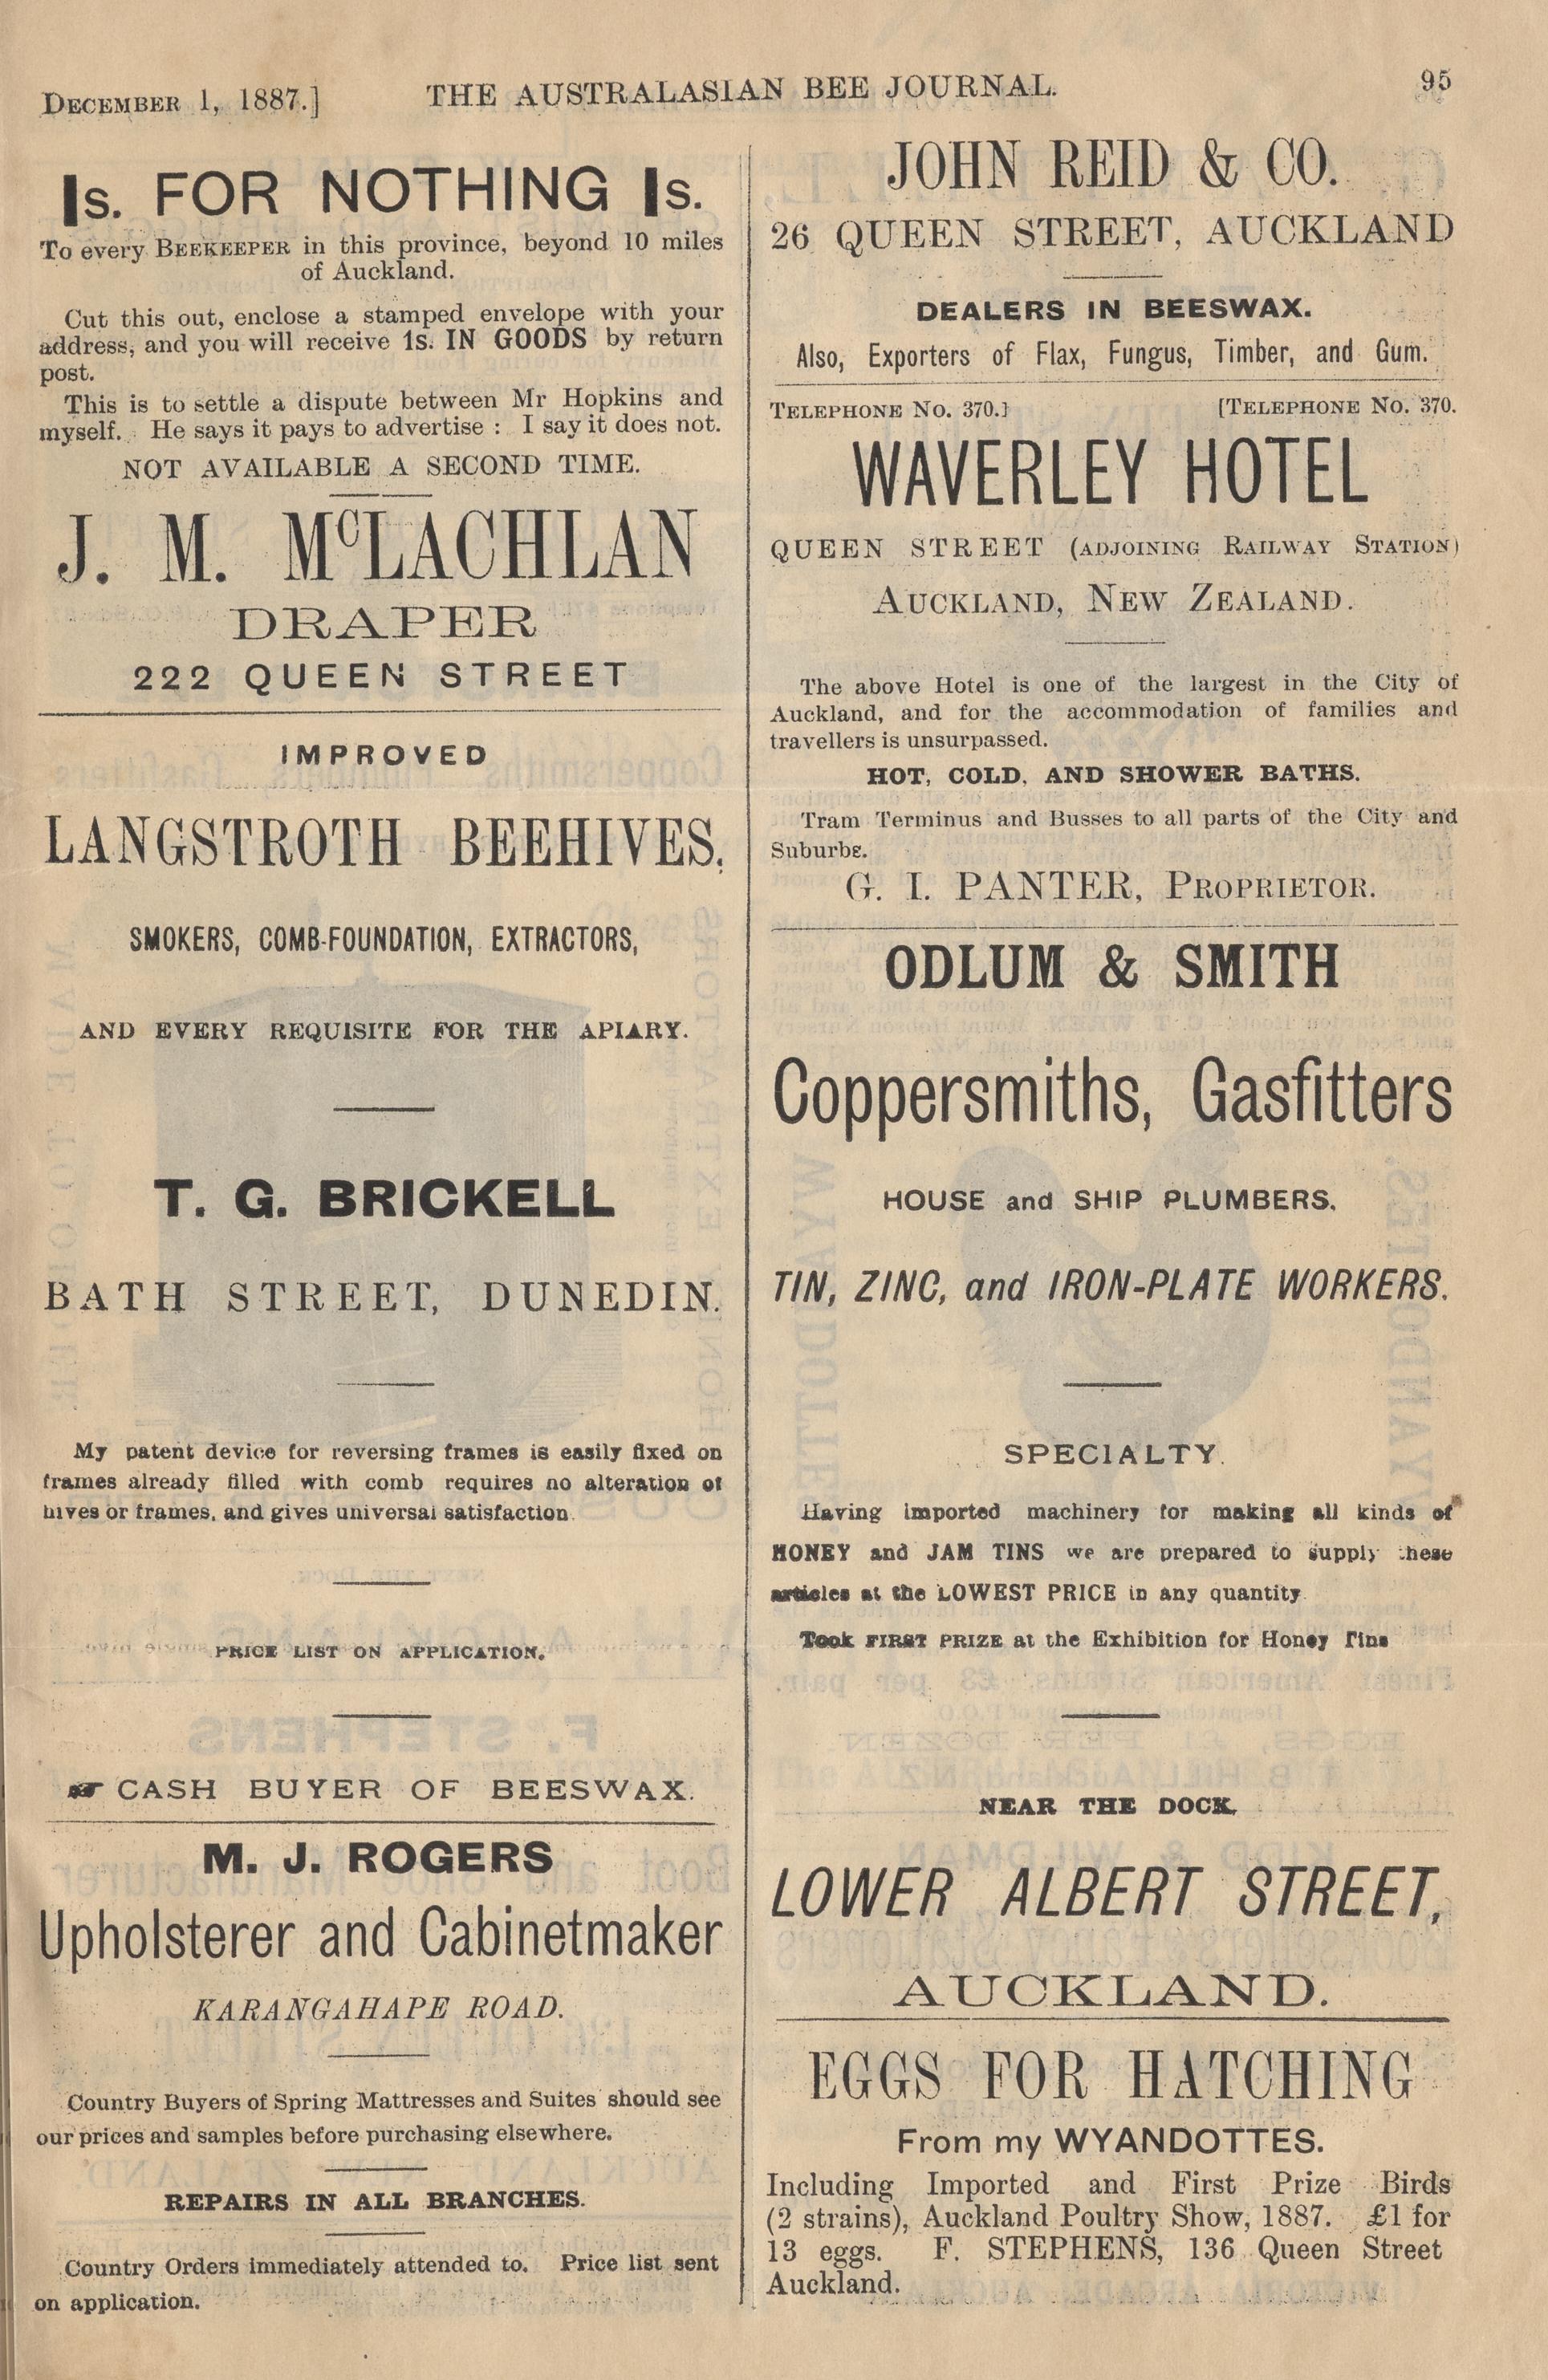 DECEMBER 1, 1887.]
THE AUSTRALASIAN BEE JOURNAL.
95
1s. FOR NOTHING 1s.
To every BEEKEEPER in this province, beyond 10 miles
of Auckland.
Cut this out, enclose a stamped envelope with your
address, and you will receive 1s. IN GOODS by return
post.
This is to settle a dispute between Mr Hopkins and
myself. He says it pays to advertise : I say it does not.
NOT AVAILABLE A SECOND TIME.
J. M. McLACHLAN
DRAPER
222 QUEEN STREET
IMPROVED
LANGSTROTH BEEHIVES,
SMOKERS, COMB-FOUNDATION, EXTRACTORS,
AND EVERY REQUISITE FOR THE APIARY.
T. G. BRICKELL
BATH STREET, DUNEDIN.
My patent device for reversing frames is easily fixed on
frames already filled with comb requires no alteration of
hives or frames, and gives universal satisfaction.
PRICE LIST ON APPLICATION.
☛ CASH BUYER OF BEESWAX.
M. J. ROGERS
Upholsterer and Cabinetmaker
KARANGAHAPE ROAD.
Country Buyers of Spring Mattresses and Suites should see
our prices and samples before purchasing elsewhere.
REPAIRS IN ALL BRANCHES.
Country Orders immediately attended to. Price list sent
on application.
JOHN REID & CO.
26 QUEEN STREET, AUCKLAND
DEALERS IN BEESWAX.
Also, Exporters of Flax, Fungus, Timber, and Gum.
TELEPHONE NO. 370.] [TELEPHONE NO. 370.
WAVERLEY HOTEL
QUEEN STREET (ADJOINING RAILWAY STATION)
AUCKLAND, NEW ZEALAND.
The above Hotel is one of the largest in the City of
Auckland, and for the accommodation of families and
travellers is unsurpassed.
HOT, COLD, AND SHOWER BATHS.
Tram Terminus and Busses to all parts of the City and
Suburbs.
G. I. PANTER, PROPRIETOR.
ODLUM & SMITH
Coppersmiths, Gasfitters
HOUSE and SHIP PLUMBERS,
TIN, ZINC, and IRON-PLATE WORKERS.
SPECIALTY.
Having imported machinery for making all kinds of
HONEY and JAM TINS we are prepared to supply these
articles at the LOWEST PRICE in any quantity
Took FIRST PRIZE at the Exhibition for Honey Tins
NEAR THE DOCK,
LOWER ALBERT STREET,
AUCKLAND.
EGGS FOR HATCHING
From my WYANDOTTES.
Including Imported and First Prize Birds
(2 strains), Auckland Poultry Show, 1887. £1 for
13 eggs. F. STEPHENS, 136 Queen Street
Auckland.